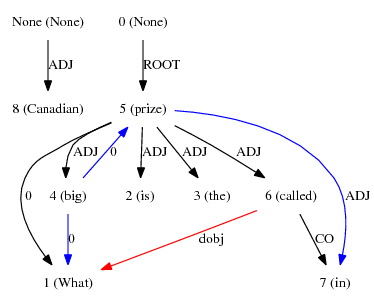 None (None) 0 (None)
ADJ ROOT
8 (Canadian) 5 (prize)
ADJ 0 ADJ ADJ ADJ
0 4 (big) 2 (is) 3 (the) 6 (called) ADJ
0 dobj CO
1 (What) 7 (in)